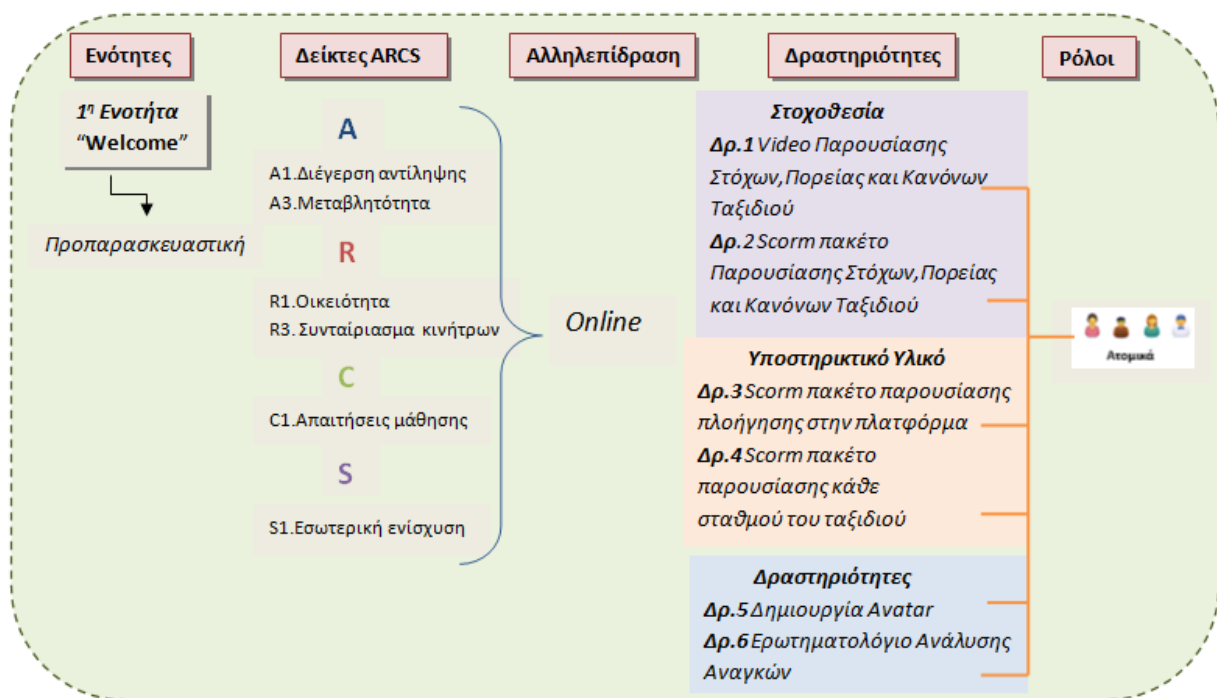 Ενότητες
Δείκτες ARCS
Αλληλεπίδραση
Δραστηριότητες
Ρόλοι
1η Ενοτήτα
“Welcome”
Προπαρασκευαστική
A
A1.Διέγερση αντίληψης
A3.Μεταβλητότητα
R
R1.Οικειότητα
R3. Συνταίριασμα κινήτρων
C
C1.Απαιτήσεις μάθησης
S
S1.Εσωτερική ενίσχυση
Online
Στοχοθεσία
Δρ.1 Video Παρουσίασης
Στόχων,Πορείας και Κανόνων
Ταξιδιού
Δρ.2 Scorm πακέτο
Παρουσίασης Στόχων,Πορείας
και Κανόνων Ταξιδιού
Υποστηρικτικό Υλικό
Δρ.3 Scorm πακέτο παρουσίασης
πλοήγησης στην πλατφόρμα
Δρ.4 Scorm πακέτο
παρουσίασης κάθε
σταθμού του ταξιδιού
Δραστηριότητες
Δρ.5 Δημιουργία Avatar
Δρ.6 Ερωτηματολόγιο Ανάλυσης
Αναγκών
Ατομικά